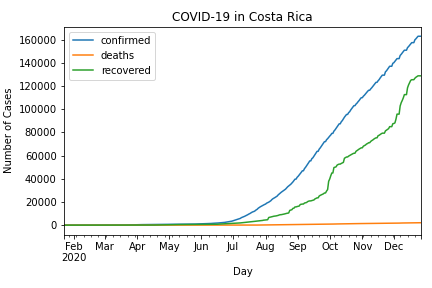 COVID-19 in Costa Rica
confirmed
deaths
recovered
160000
140000
120000
100000
80000
60000
40000
20000
0
Number of Cases
Feb Mar Apr May Jun Jul Aug Sep Oct Nov Dec
2020
Day